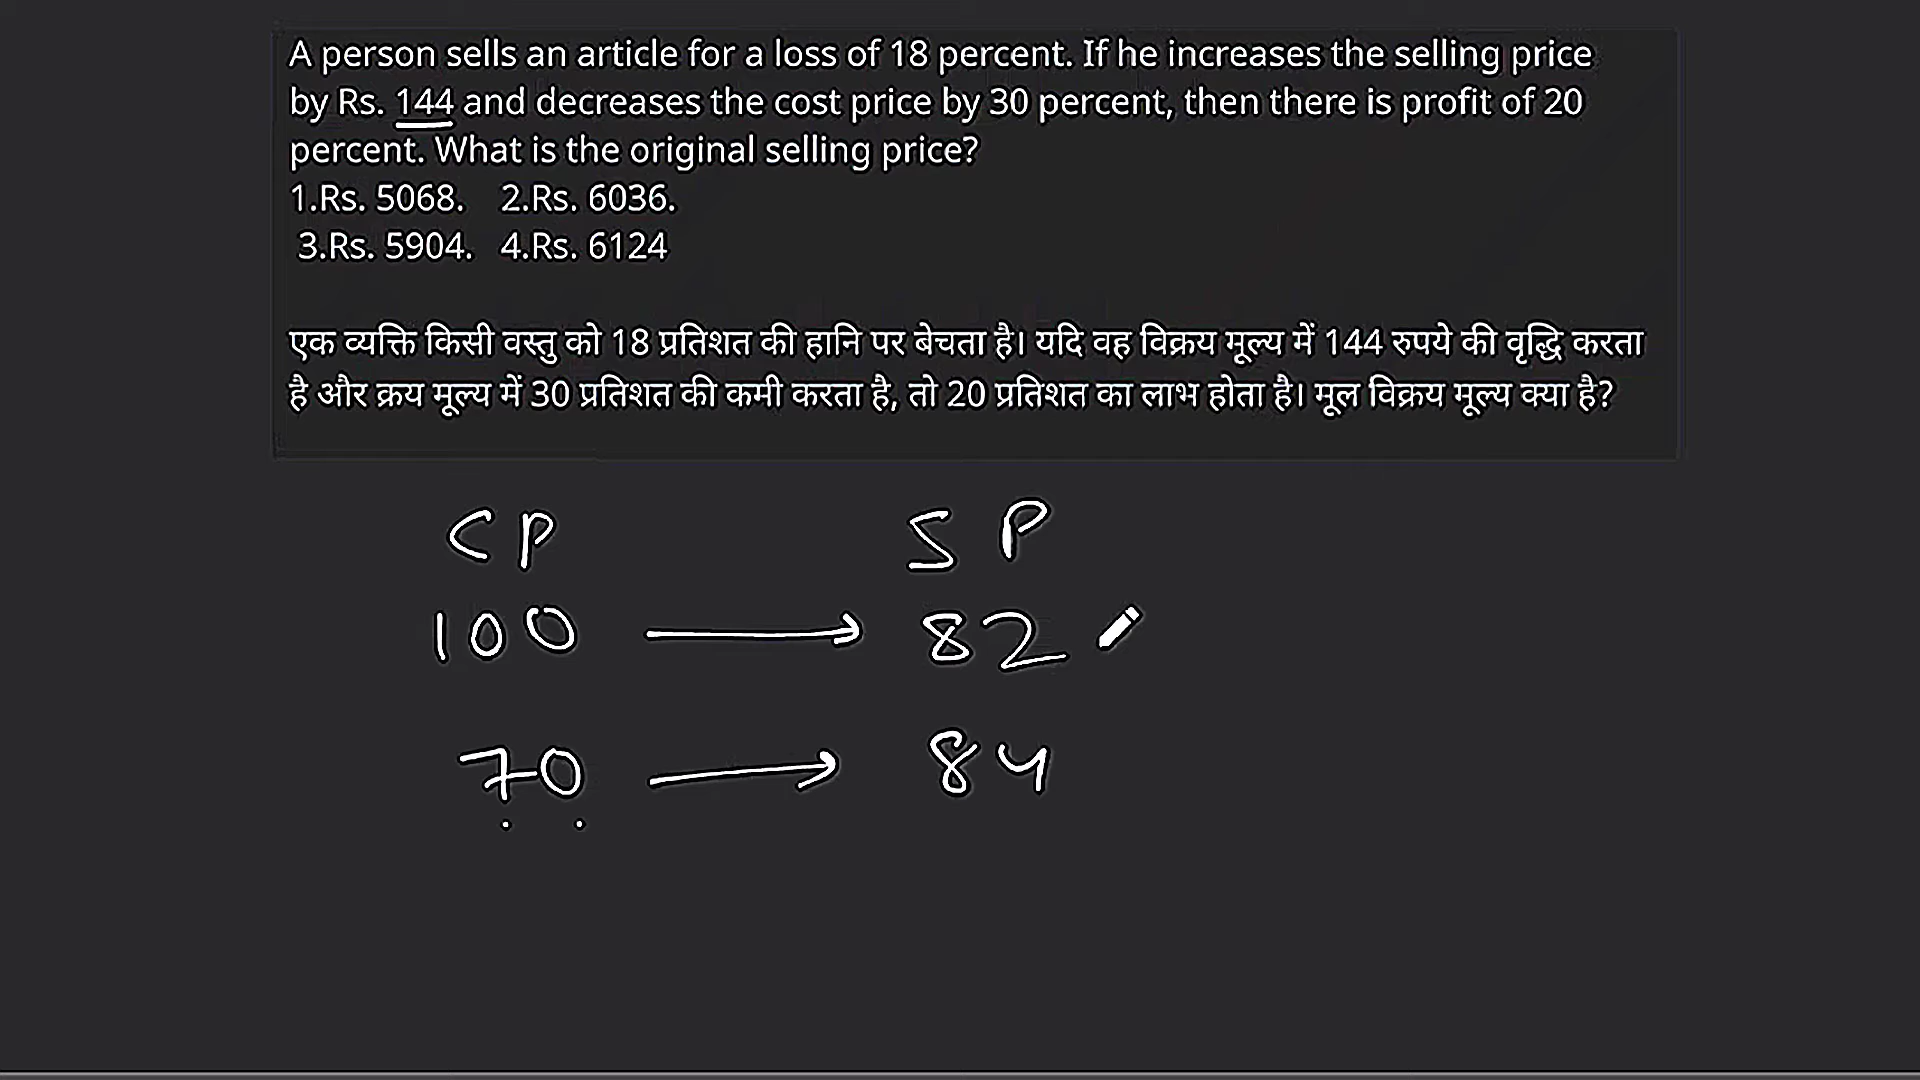 A person sells an article for a loss of 18 percent. If he increases the selling price
by Rs. 144 and decreases the cost price by 30 percent, then there is profit of 20
percent. What is the original selling price?
1.Rs. 5068. 2.Rs. 6036.
3.Rs. 5904. 4.Rs. 6124
एक व्यक्ति किसी वस्तु को 18 प्रतिशत की हानि पर बेचता है। यदि वह विक्रय मूल्य में 144 रुपये की वृद्धि करता
है और क्रय मूल्य में 30 प्रतिशत की कमी करता है, तो 20 प्रतिशत का लाभ होता है। मूल विक्रय मूल्य क्या है?
CP SP
100 → 82
70 → 84